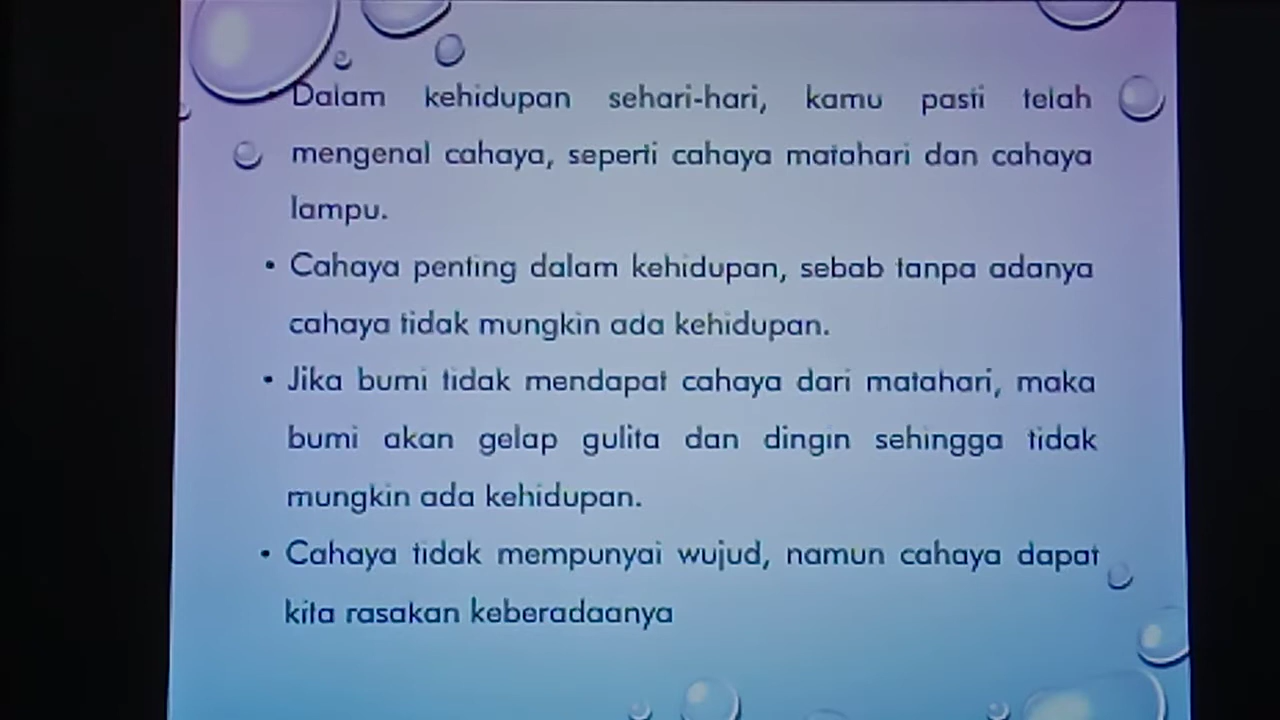 Dalam kehidupan sehari-hari, kamu pasti telah
mengenal cahaya, seperti cahaya matahari dan cahaya
lampu.
• Cahaya penting dalam kehidupan, sebab tanpa adanya
cahaya tidak mungkin ada kehidupan.
• Jika bumi tidak mendapat cahaya dari matahari, maka
bumi akan gelap gulita dan dingin sehingga tidak
mungkin ada kehidupan.
• Cahaya tidak mempunyai wujud, namun cahaya dapat
kita rasakan keberadaanya